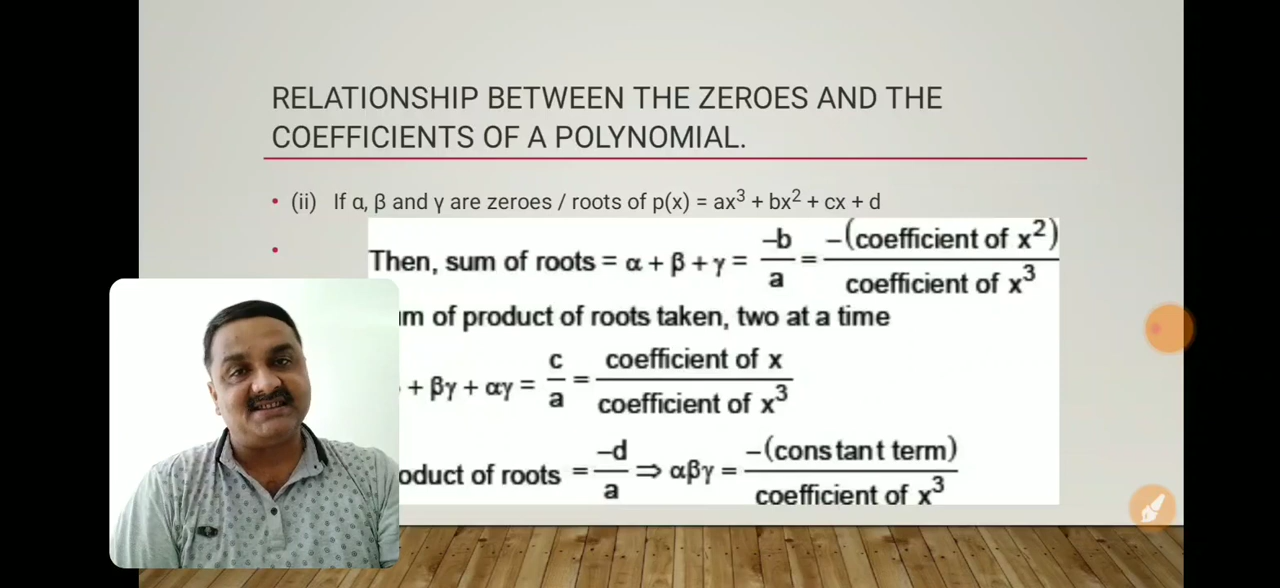 RELATIONSHIP BETWEEN THE ZEROES AND THE
COEFFICIENTS OF A POLYNOMIAL.
• (ii) If α, β and γ are zeroes / roots of p(x) = ax³ + bx² + cx + d
•
Then, sum of roots = α + β + γ = -b/a = -(coefficient of x²)/coefficient of x³
m of product of roots taken, two at a time
+ βγ + αγ = c/a = coefficient of x/coefficient of x³
oduct of roots = -d/a ⇒ αβγ = -(constant term)/coefficient of x³